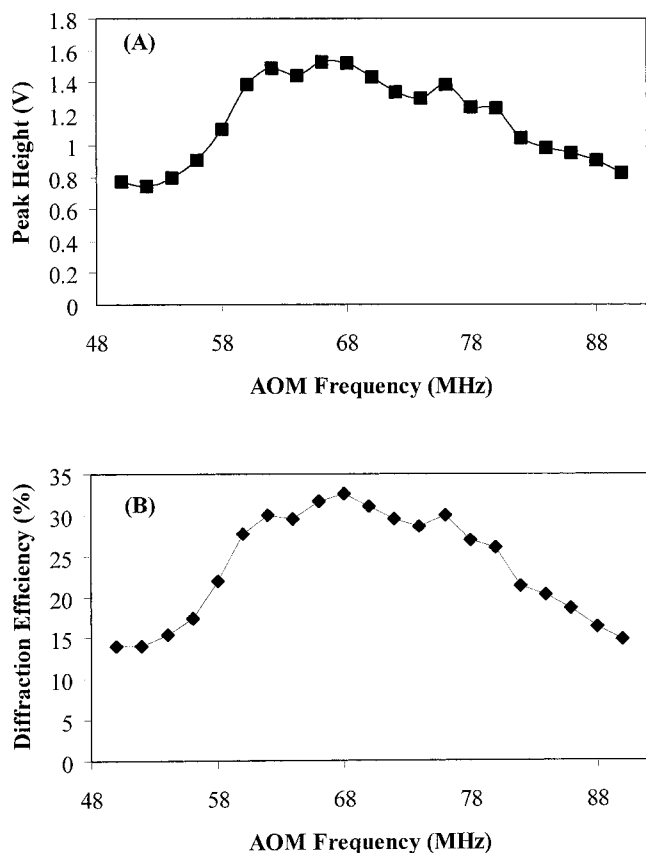 (A)
Peak Height (V)
1.8
1.6
1.4
1.2
1
0.8
0.6
0.4
0.2
0
48 58 68 78 88
AOM Frequency (MHz)
(B)
Diffraction Efficiency (%)
35
30
25
20
15
10
5
0
48 58 68 78 88
AOM Frequency (MHz)